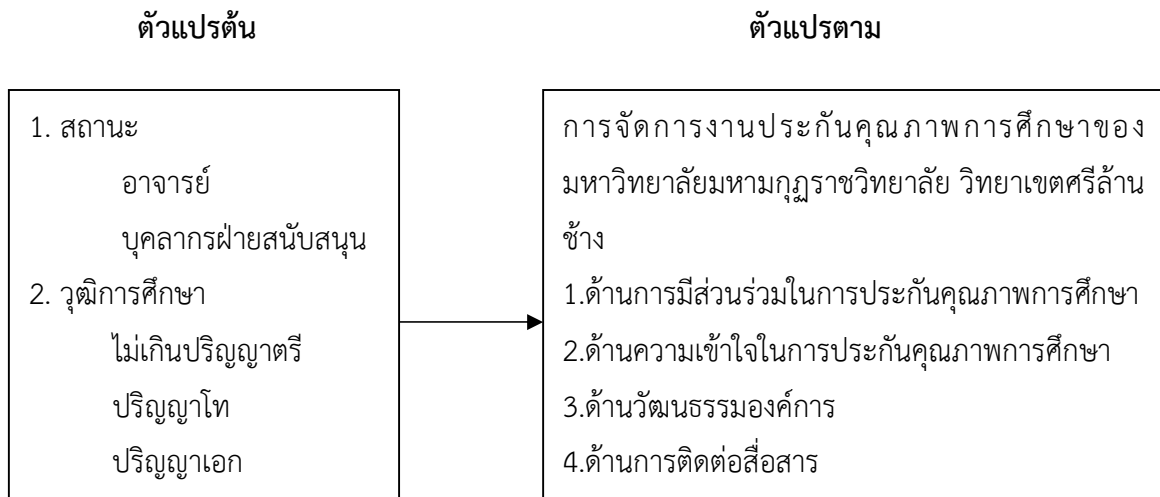 ตัวแปรต้น
ตัวแปรตาม
1. สถานะ
อาจารย์
บุคลากรฝ่ายสนับสนุน
2. วุฒิการศึกษา
ไม่เกินปริญญาตรี
ปริญญาโท
ปริญญาเอก
การจัดการงานประกันคุณภาพการศึกษาของ
มหาวิทยาลัยมหามกุฏราชวิทยาลัย วิทยาเขตศรีล้าน
ช้าง
1.ด้านการมีส่วนร่วมในการประกันคุณภาพการศึกษา
2.ด้านความเข้าใจในการประกันคุณภาพการศึกษา
3.ด้านวัฒนธรรมองค์การ
4.ด้านการติดต่อสื่อสาร